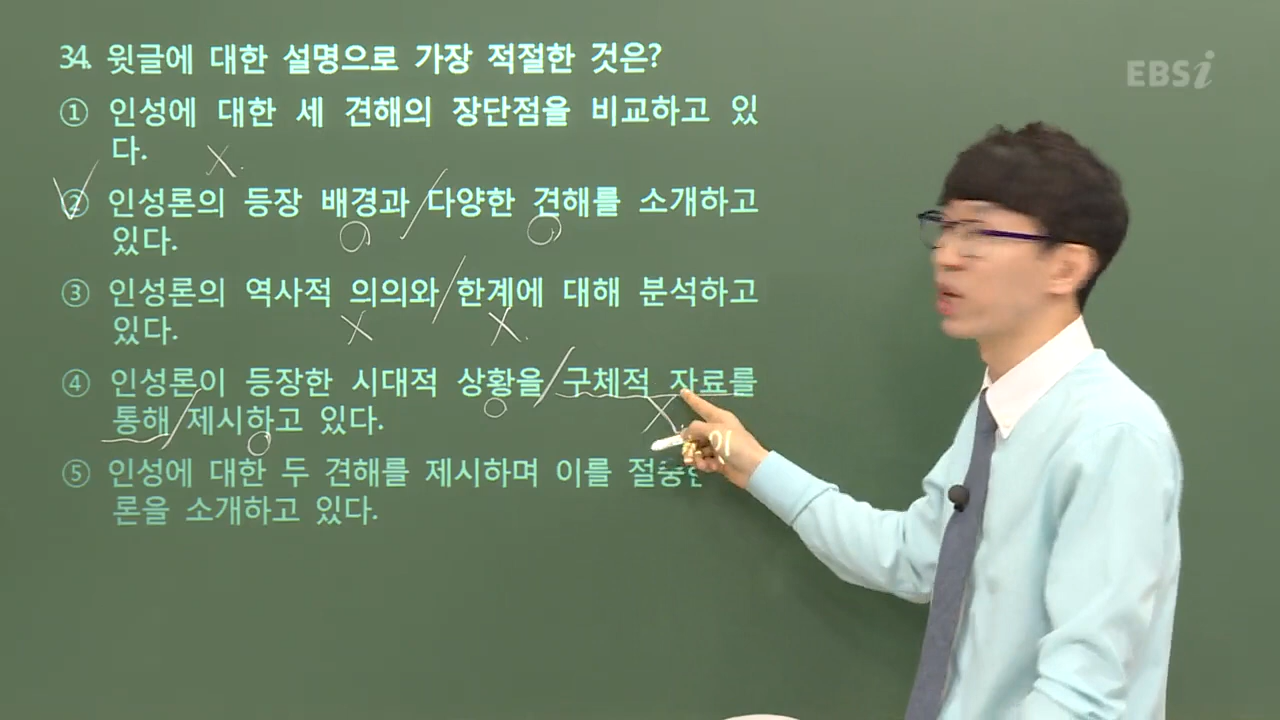 34. 윗글에 대한 설명으로 가장 적절한 것은?
EBSi
① 인성에 대한 세 견해의 장단점을 비교하고 있
다.
② 인성론의 등장 배경과 다양한 견해를 소개하고
있다.
③ 인성론의 역사적 의의와 한계에 대해 분석하고
있다.
④ 인성론이 등장한 시대적 상황을 구체적 자료를
통해 제시하고 있다.
⑤ 인성에 대한 두 견해를 제시하며 이를
론을 소개하고 있다.